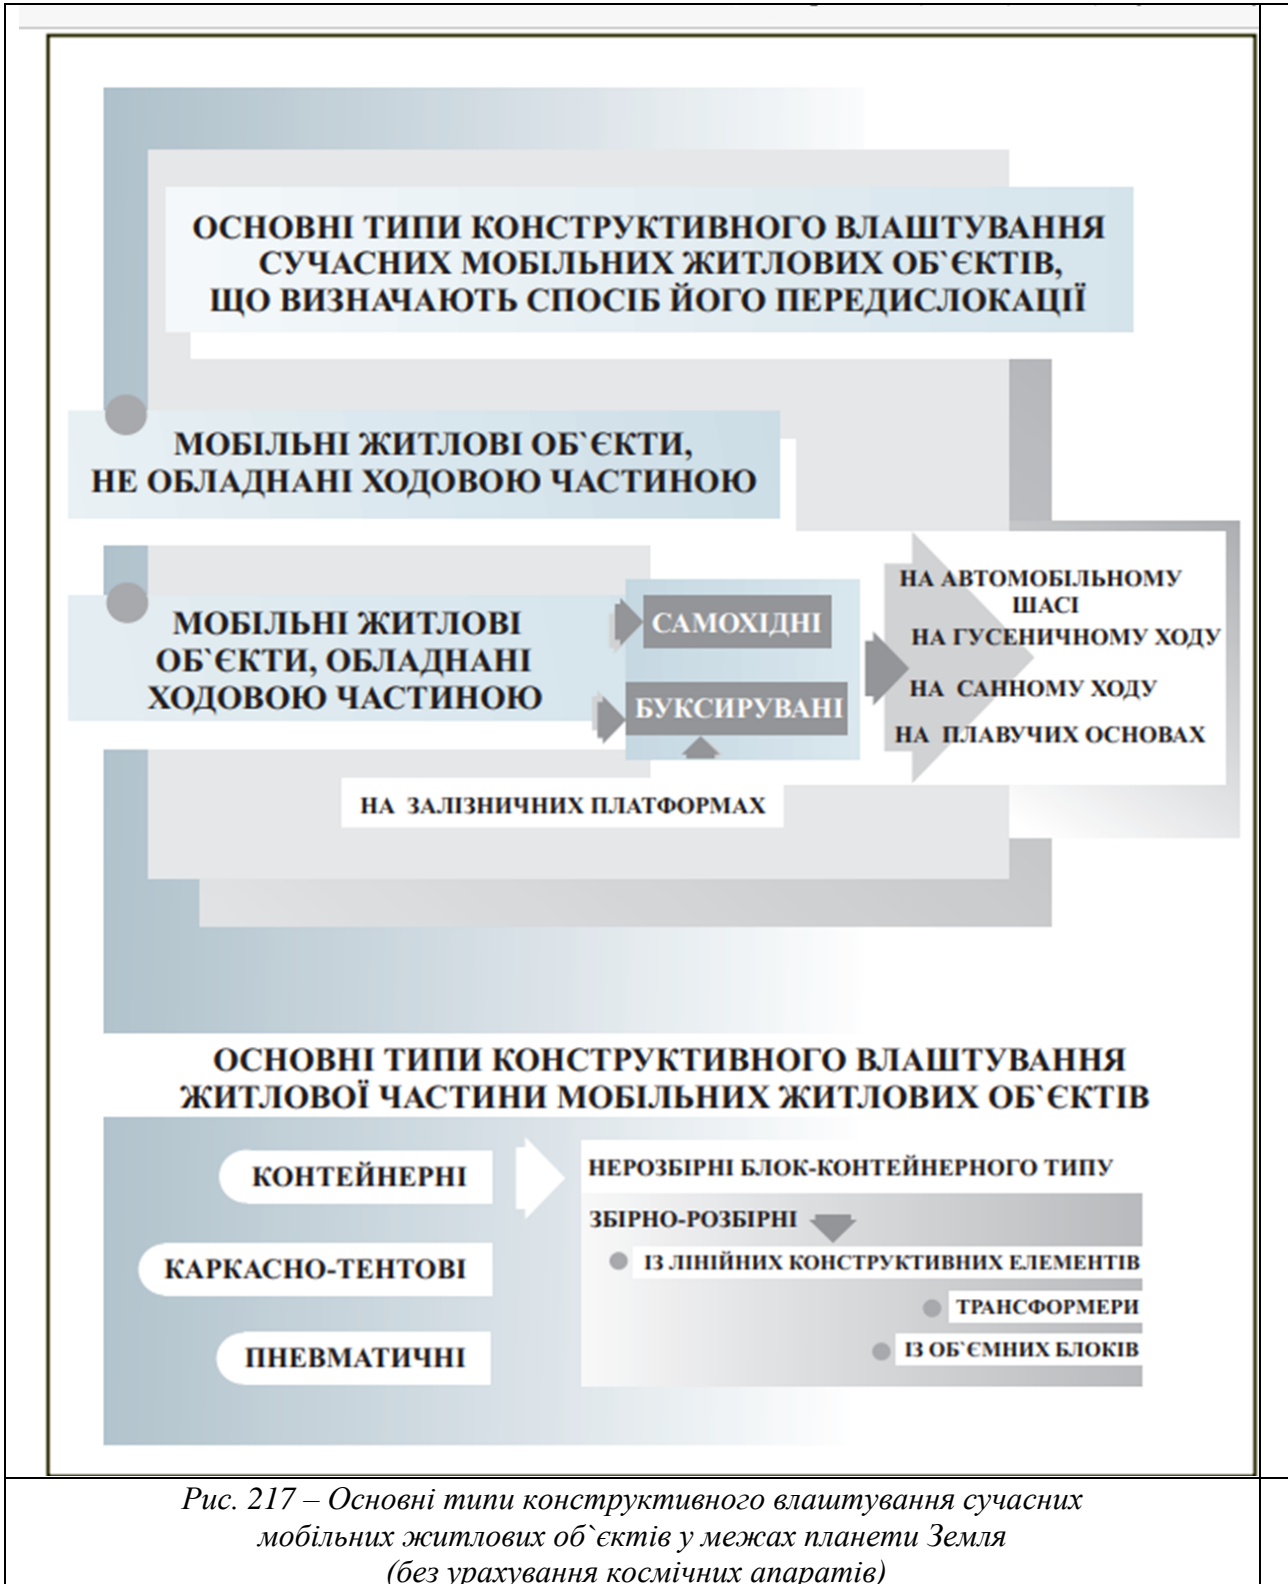 ОСНОВНІ ТИПИ КОНСТРУКТИВНОГО ВЛАШТУВАННЯ
СУЧАСНИХ МОБІЛЬНИХ ЖИТЛОВИХ ОБ`ЄКТІВ,
ЩО ВИЗНАЧАЮТЬ СПОСІБ ЙОГО ПЕРЕДИСЛОКАЦІЇ
МОБІЛЬНІ ЖИТЛОВІ ОБ`ЄКТИ,
НЕ ОБЛАДНАНІ ХОДОВОЮ ЧАСТИНОЮ
МОБІЛЬНІ ЖИТЛОВІ
ОБ`ЄКТИ, ОБЛАДНАНІ
ХОДОВОЮ ЧАСТИНОЮ
САМОХІДНІ
БУКСИРУВАНІ
НА АВТОМОБІЛЬНОМУ
ШАСІ
НА ГУСЕНИЧНОМУ ХОДУ
НА САННОМУ ХОДУ
НА ПЛАВУЧИХ ОСНОВАХ
НА ЗАЛІЗНИЧНИХ ПЛАТФОРМАХ
ОСНОВНІ ТИПИ КОНСТРУКТИВНОГО ВЛАШТУВАННЯ
ЖИТЛОВОЇ ЧАСТИНИ МОБІЛЬНИХ ЖИТЛОВИХ ОБ`ЄКТІВ
КОНТЕЙНЕРНІ
КАРКАСНО-ТЕНТОВІ
ПНЕВМАТИЧНІ
НЕРОЗБІРНІ БЛОК-КОНТЕЙНЕРНОГО ТИПУ
ЗБІРНО-РОЗБІРНІ
ІЗ ЛІНІЙНИХ КОНСТРУКТИВНИХ ЕЛЕМЕНТІВ
ТРАНСФОРМЕРИ
ІЗ ОБ`ЄМНИХ БЛОКІВ
Рис. 217 – Основні типи конструктивного влаштування сучасних
мобільних житлових об`єктів у межах планети Земля
(без урахування космічних апаратів)